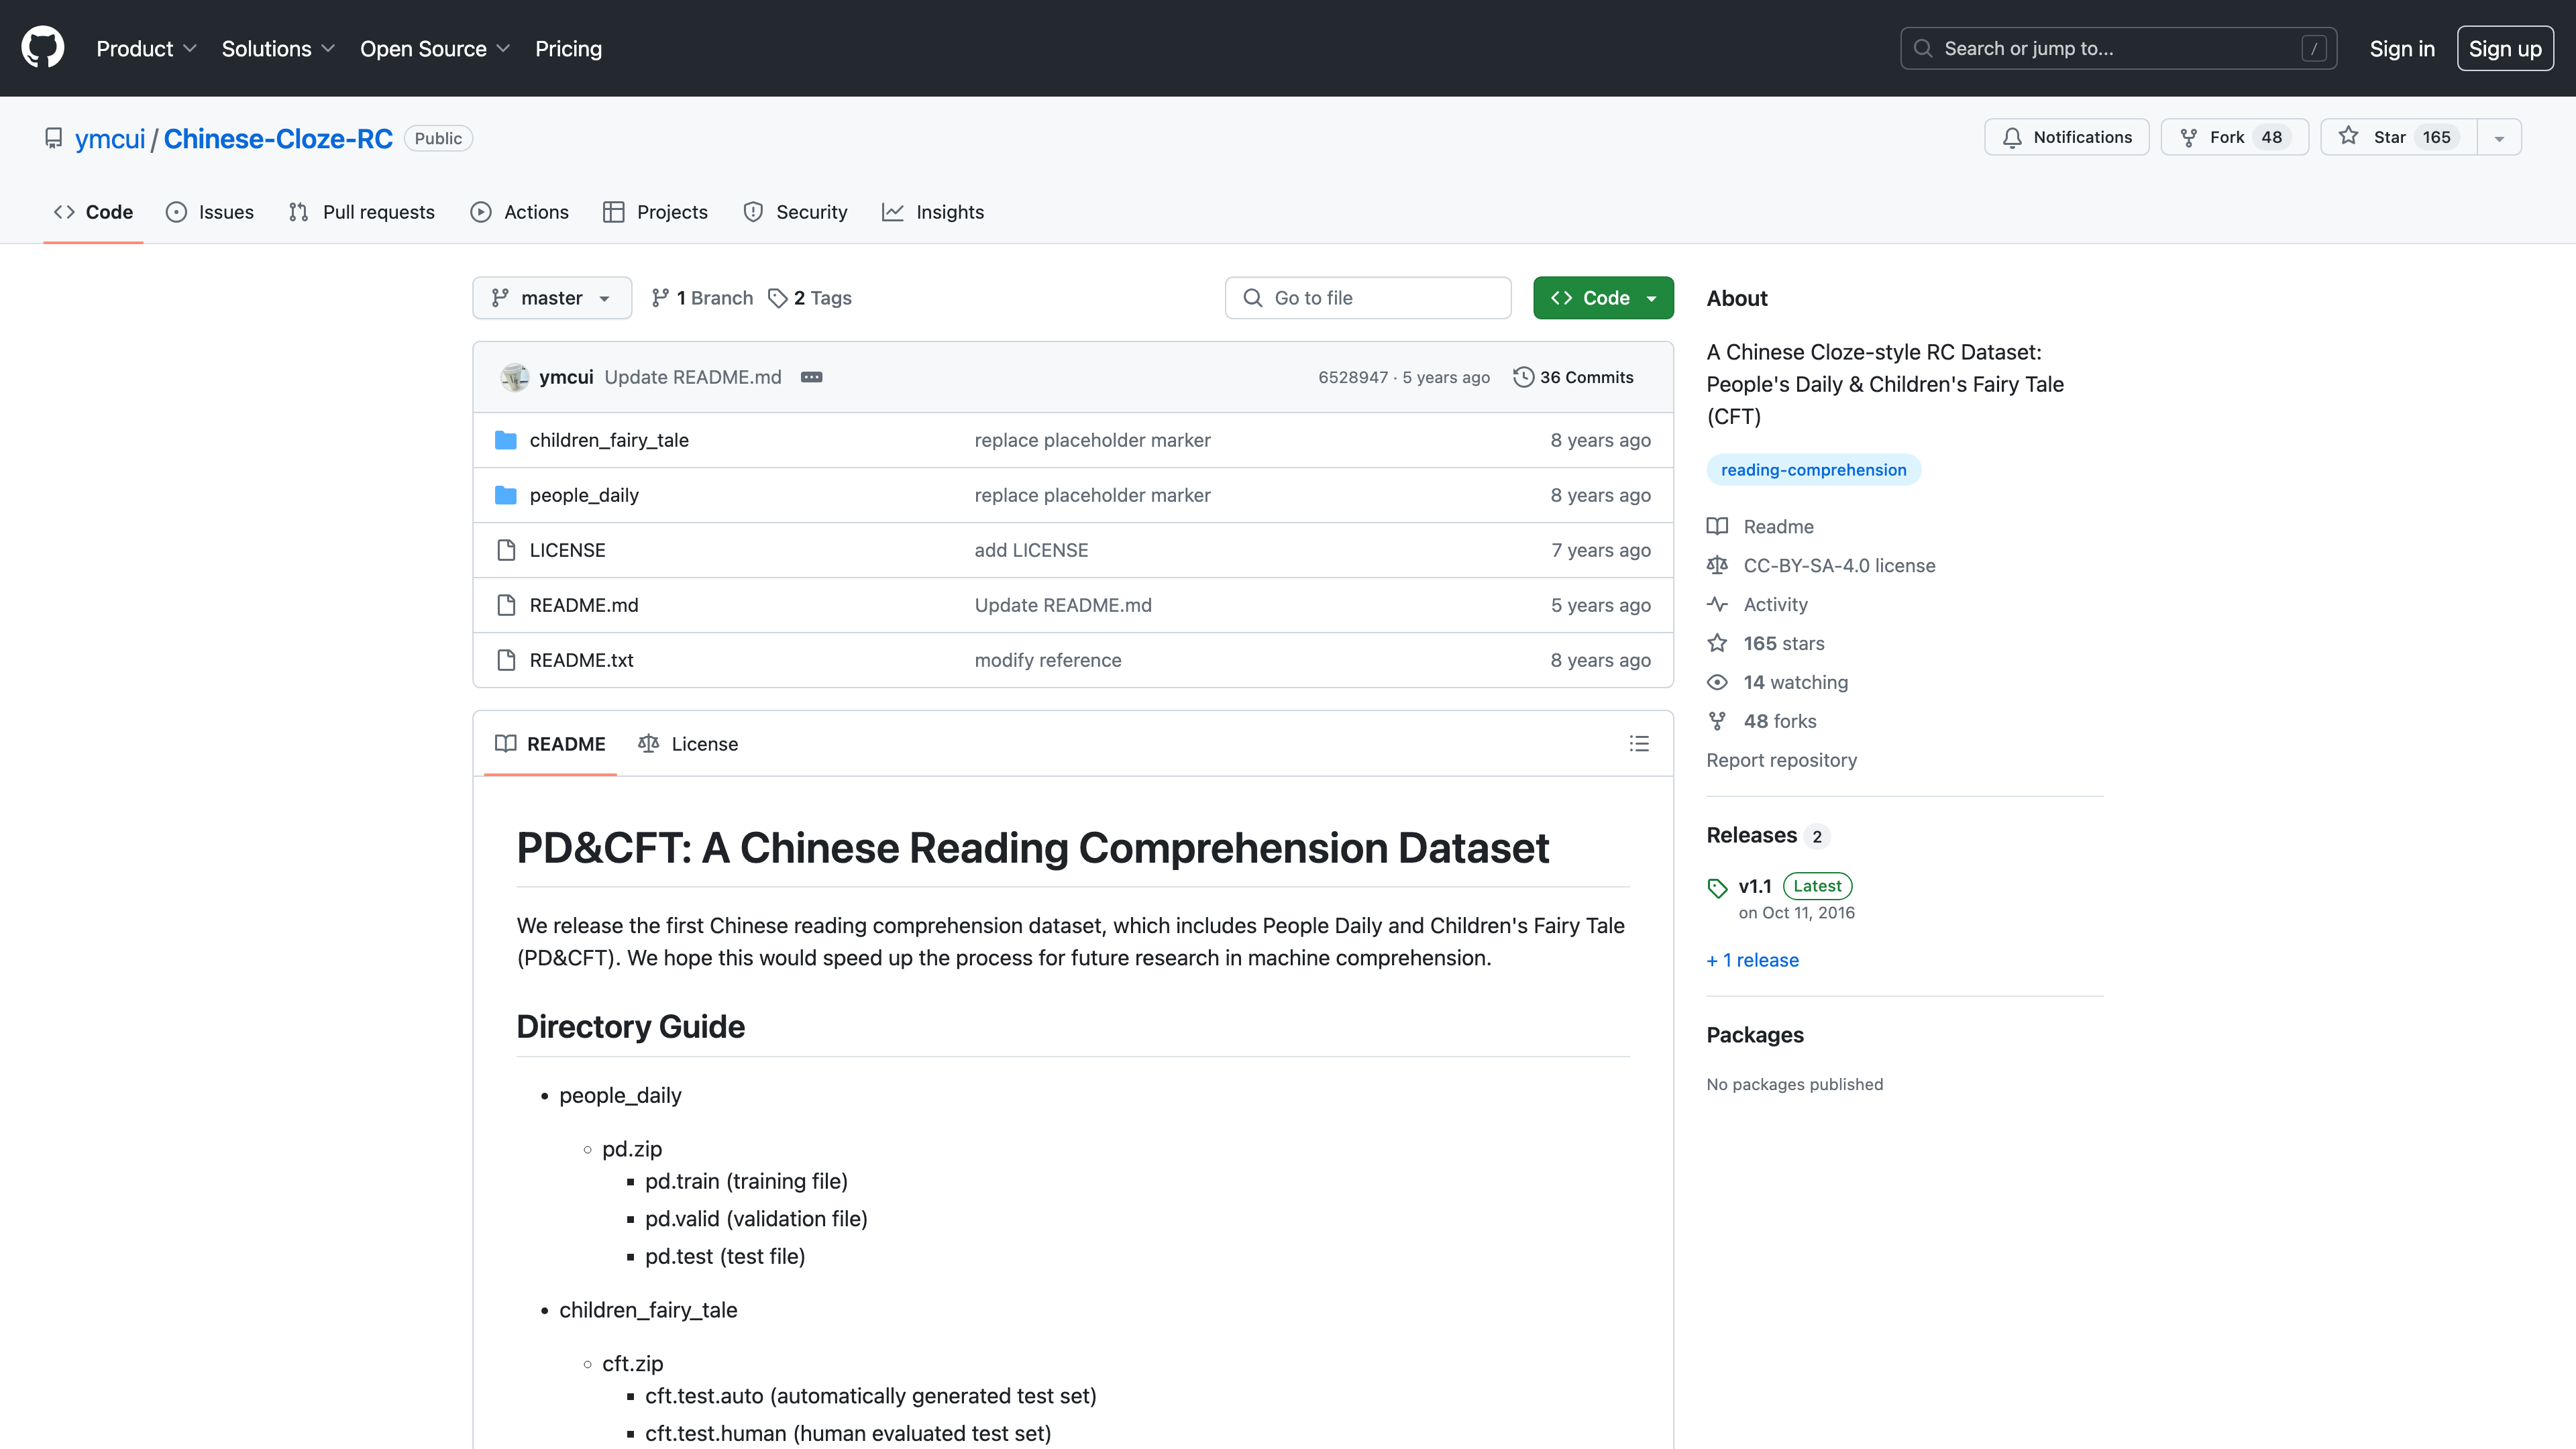 Product Solutions Open Source Pricing Search or jump to... / Sign in Sign up
ymcui / Chinese-Cloze-RC Public Notifications Fork 48 Star 165
Code Issues Pull requests Actions Projects Security Insights
master 1 Branch 2 Tags Go to file Code
ymcui Update README.md 6528947 · 5 years ago 36 Commits
children_fairy_tale replace placeholder marker 8 years ago
people_daily replace placeholder marker 8 years ago
LICENSE add LICENSE 7 years ago
README.md Update README.md 5 years ago
README.txt modify reference 8 years ago
README License
PD&CFT: A Chinese Reading Comprehension Dataset
We release the first Chinese reading comprehension dataset, which includes People Daily and Children's Fairy Tale
(PD&CFT). We hope this would speed up the process for future research in machine comprehension.
Directory Guide
• people_daily
◦ pd.zip
▪ pd.train (training file)
▪ pd.valid (validation file)
▪ pd.test (test file)
• children_fairy_tale
◦ cft.zip
▪ cft.test.auto (automatically generated test set)
▪ cft.test.human (human evaluated test set)
About
A Chinese Cloze-style RC Dataset:
People's Daily & Children's Fairy Tale
(CFT)
reading-comprehension
Readme
CC-BY-SA-4.0 license
Activity
165 stars
14 watching
48 forks
Report repository
Releases 2
v1.1 Latest
on Oct 11, 2016
+ 1 release
Packages
No packages published